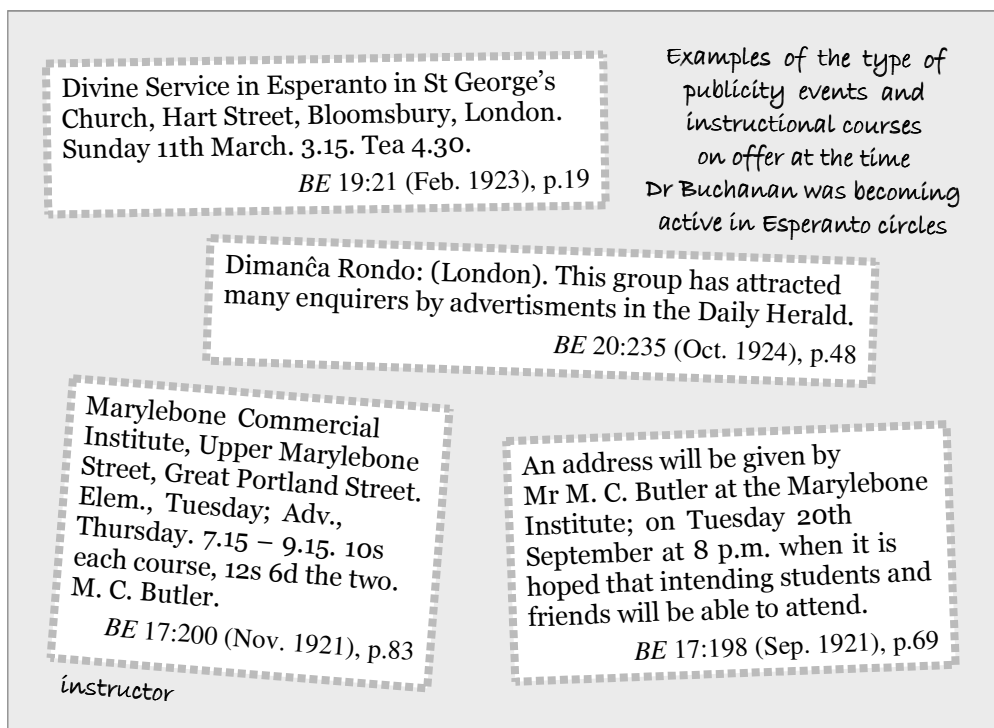 Divine Service in Esperanto in St George’s
Church, Hart Street, Bloomsbury, London.
Sunday 11th March. 3.15. Tea 4.30.
BE 19:21 (Feb. 1923), p.19
Examples of the type of
publicity events and
instructional courses
on offer at the time
Dr Buchanan was becoming
active in Esperanto circles
Dimanĉa Rondo: (London). This group has attracted
many enquirers by advertisments in the Daily Herald.
BE 20:235 (Oct. 1924), p.48
Marylebone Commercial
Institute, Upper Marylebone
Street, Great Portland Street.
Elem., Tuesday; Adv.,
Thursday. 7.15 – 9.15. 10s
each course, 12s 6d the two.
M. C. Butler.
BE 17:200 (Nov. 1921), p.83
instructor
An address will be given by
Mr M. C. Butler at the Marylebone
Institute; on Tuesday 20th
September at 8 p.m. when it is
hoped that intending students and
friends will be able to attend.
BE 17:198 (Sep. 1921), p.69